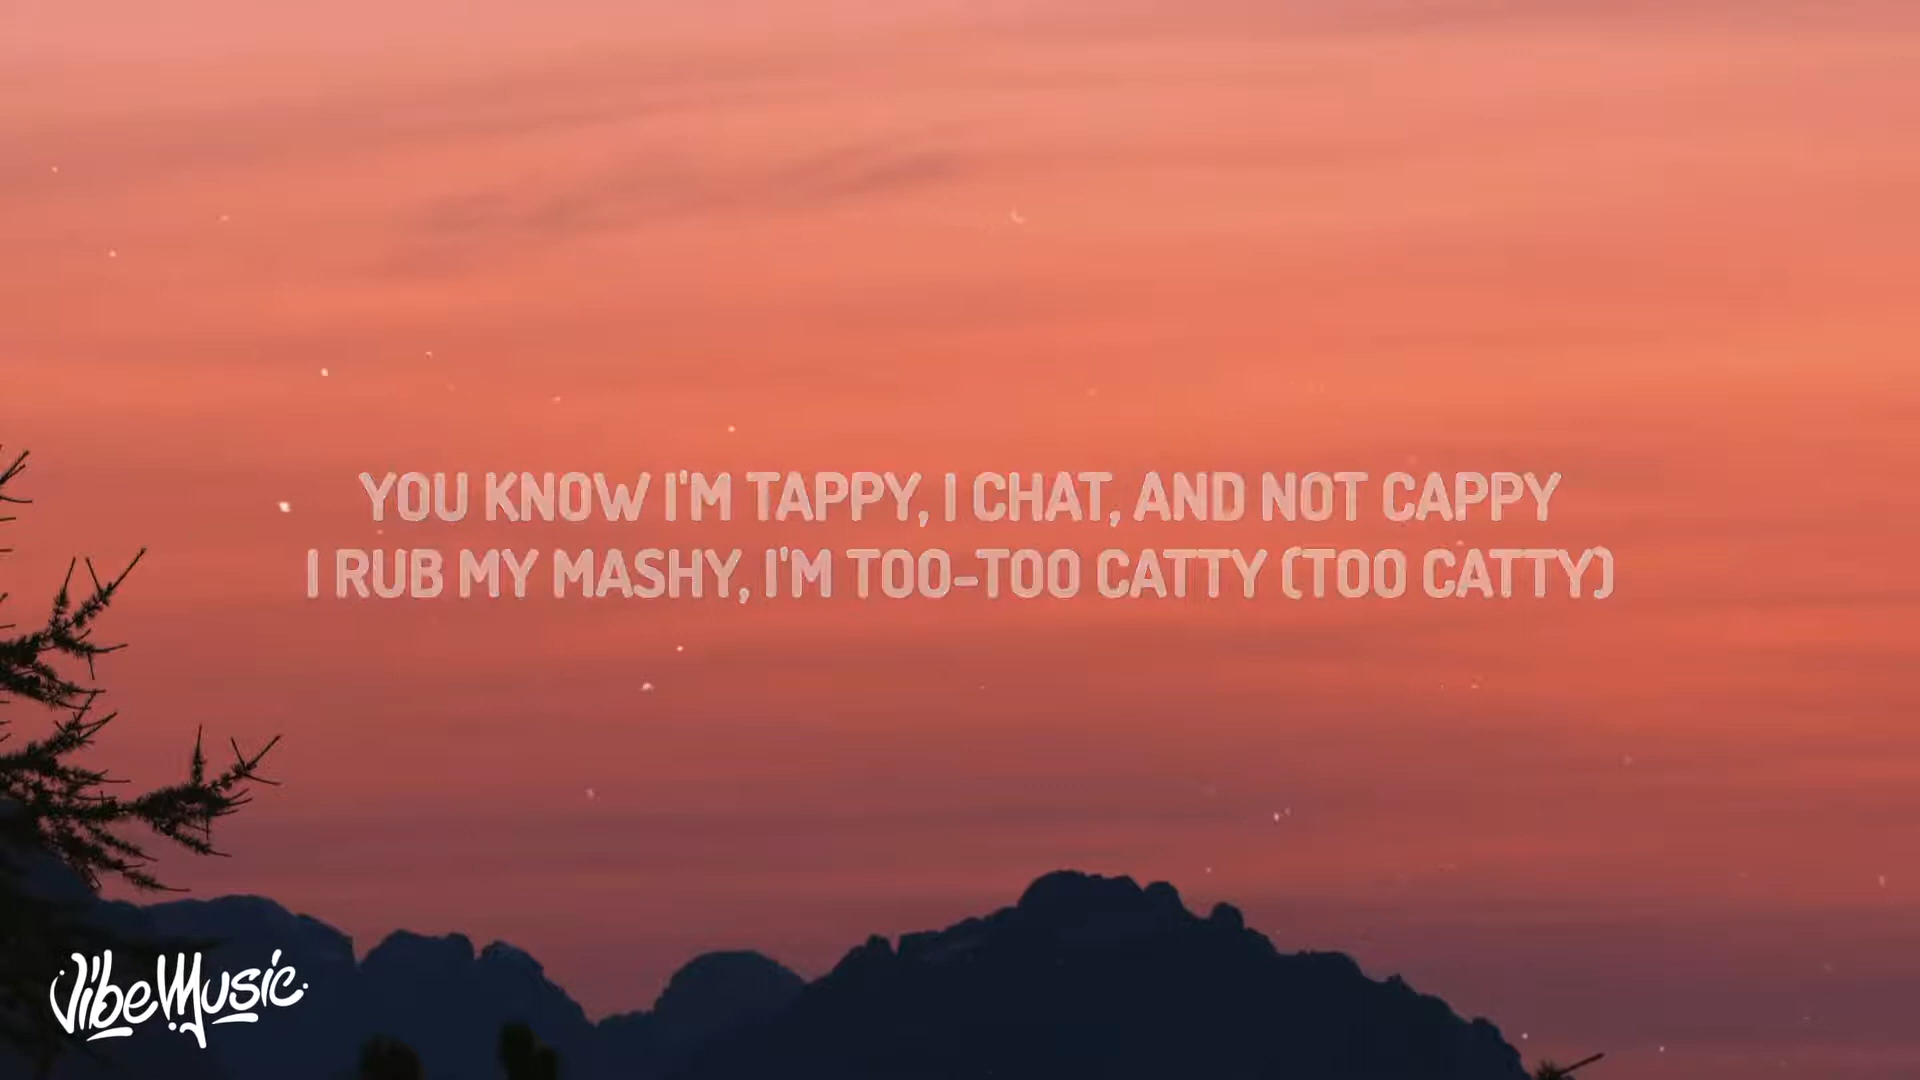 YOU KNOW I'M TAPPY, I CHAT, AND NOT CAPPY
I RUB MY MASHY, I'M TOO-TOO CATTY (TOO CATTY)
VibeMusic